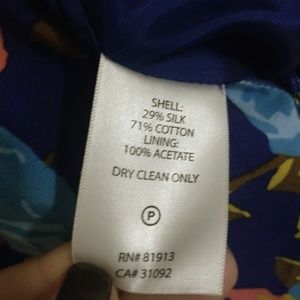 SHELL:
29% SILK
71% COTTON
LINING:
100% ACETATE
DRY CLEAN ONLY
P
RN# 81913
CA# 31092